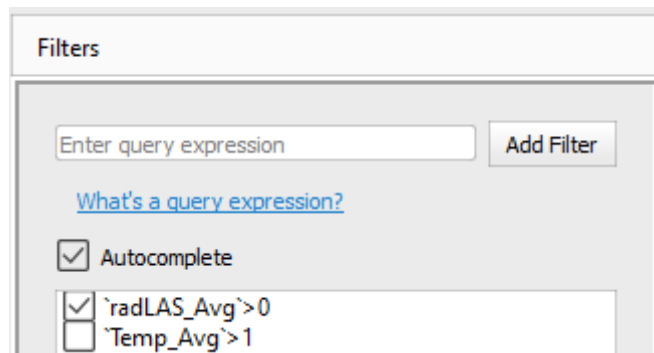 Filters
Enter query expression
Add Filter
What's a query expression?
Autocomplete
`radLAS_Avg`>0
`Temp_Avg`>1